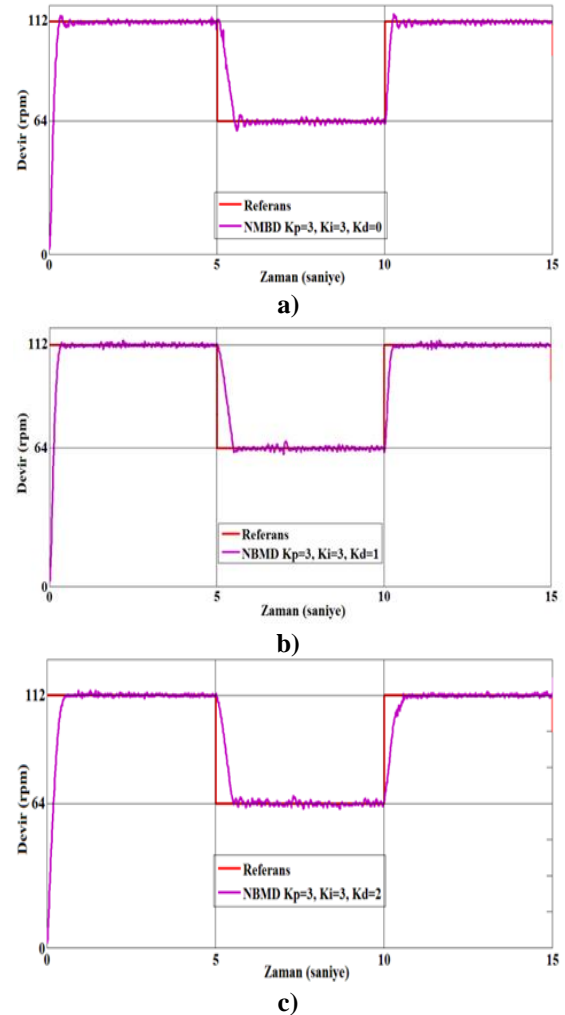 112
Devir (rpm)
64
Referans
NMBD Kp=3, Ki=3, Kd=0
0
0 5 10 15
Zaman (saniye)
a)
112
Devir (rpm)
64
Referans
NBMD Kp=3, Ki=3, Kd=1
0
0 5 10 15
Zaman (saniye)
b)
112
Devir (rpm)
64
Referans
NBMD Kp=3, Ki=3, Kd=2
0
0 5 10 15
Zaman (saniye)
c)